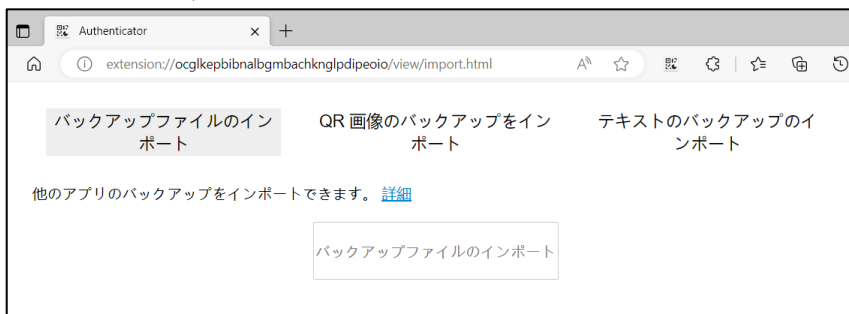 Authenticator
extension://ocglkepbibnalbgmbachknglpdipeoio/view/import.html
バックアップファイルのイン
ポート
QR 画像のバックアップをイン
ポート
テキストのバックアップのイ
ンポート
他のアプリのバックアップをインポートできます。 詳細
バックアップファイルのインポート